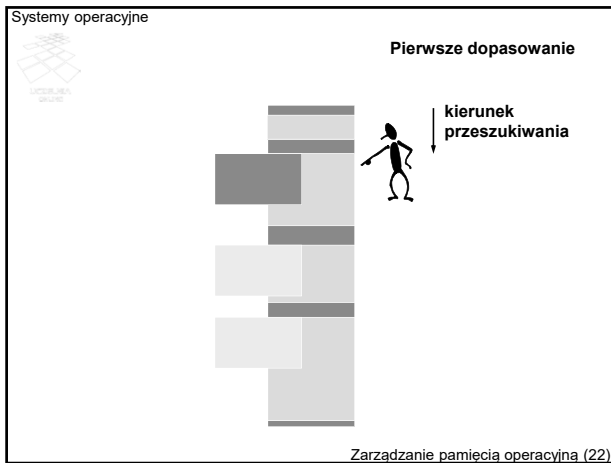 Systemy operacyjne
Pierwsze dopasowanie
kierunek
przeszukiwania
Zarządzanie pamięcią operacyjną (22)